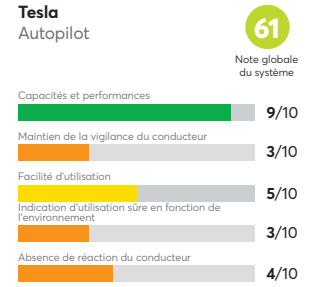 Tesla
Autopilot
61
Note globale
du système
Capacités et performances
9/10
Maintien de la vigilance du conducteur
3/10
Facilité d'utilisation
5/10
Indication d'utilisation sûre en fonction de
l'environnement
3/10
Absence de réaction du conducteur
4/10